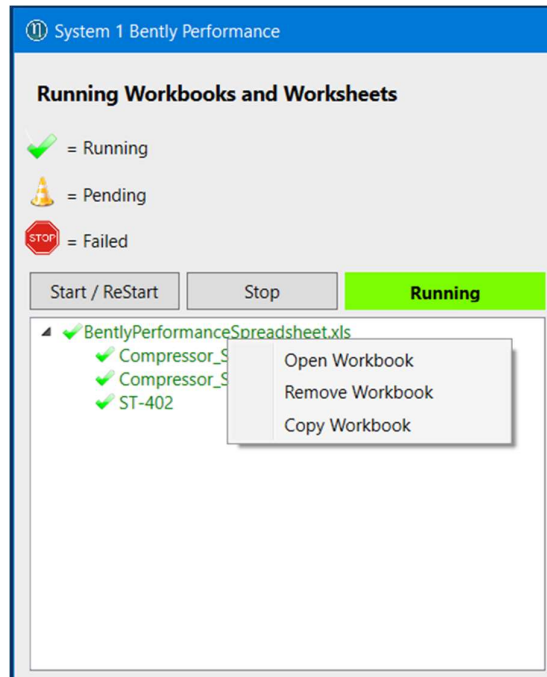 System 1 Bently Performance
Running Workbooks and Worksheets
= Running
= Pending
STOP = Failed
Start / ReStart Stop Running
BentlyPerformanceSpreadsheet.xls
Compressor_S
Compressor_S
ST-402
Open Workbook
Remove Workbook
Copy Workbook